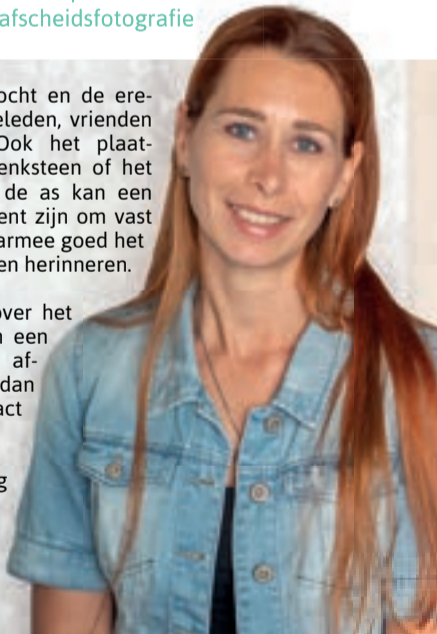 afscheidsfotografie
ocht en de ere-
eleden, vrienden
Ook het plaat-
enksteen of het
de as kan een
ent zijn om vast
armee goed het
en herinneren.
over het
een
af-
dan
act
g